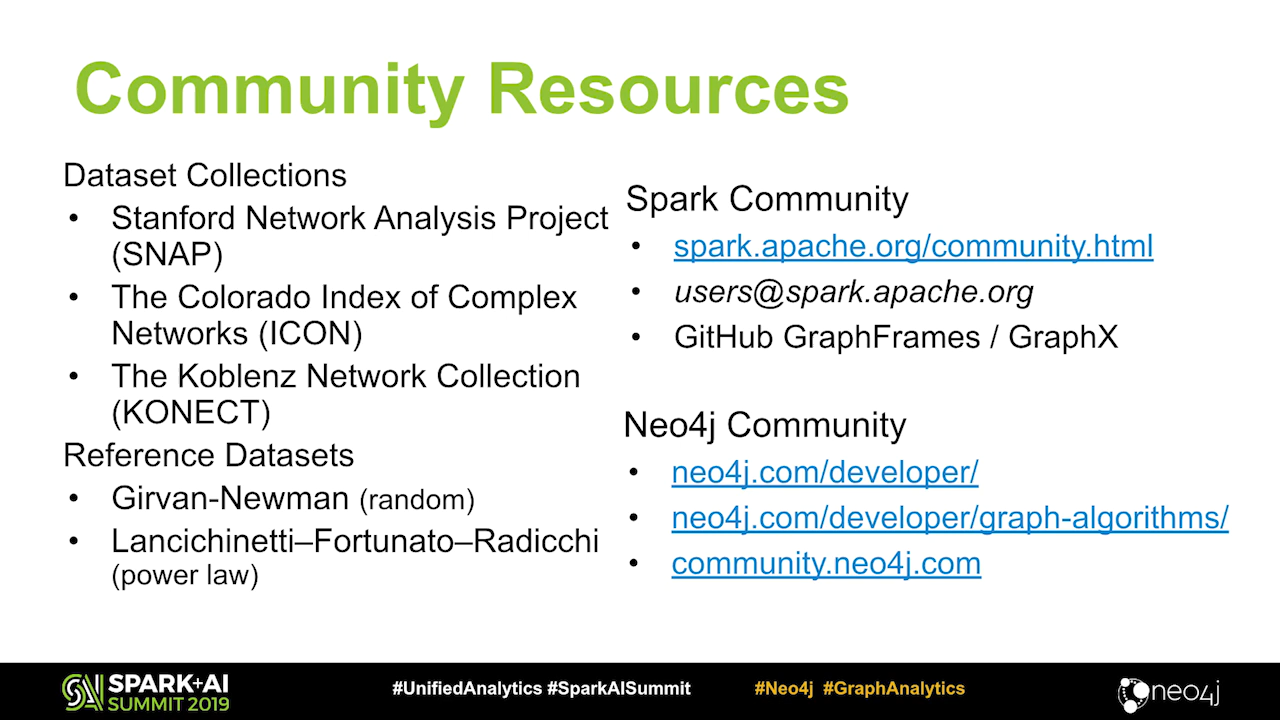 Community Resources
Dataset Collections
• Stanford Network Analysis Project
(SNAP)
• The Colorado Index of Complex
Networks (ICON)
• The Koblenz Network Collection
(KONECT)
Reference Datasets
• Girvan-Newman (random)
• Lancichinetti–Fortunato–Radicchi
(power law)
Spark Community
• spark.apache.org/community.html
• users@spark.apache.org
• GitHub GraphFrames / GraphX
Neo4j Community
• neo4j.com/developer/
• neo4j.com/developer/graph-algorithms/
• community.neo4j.com
SPARK+AI
SUMMIT 2019
#UnifiedAnalytics #SparkAISummit
#Neo4j #GraphAnalytics
neo4j